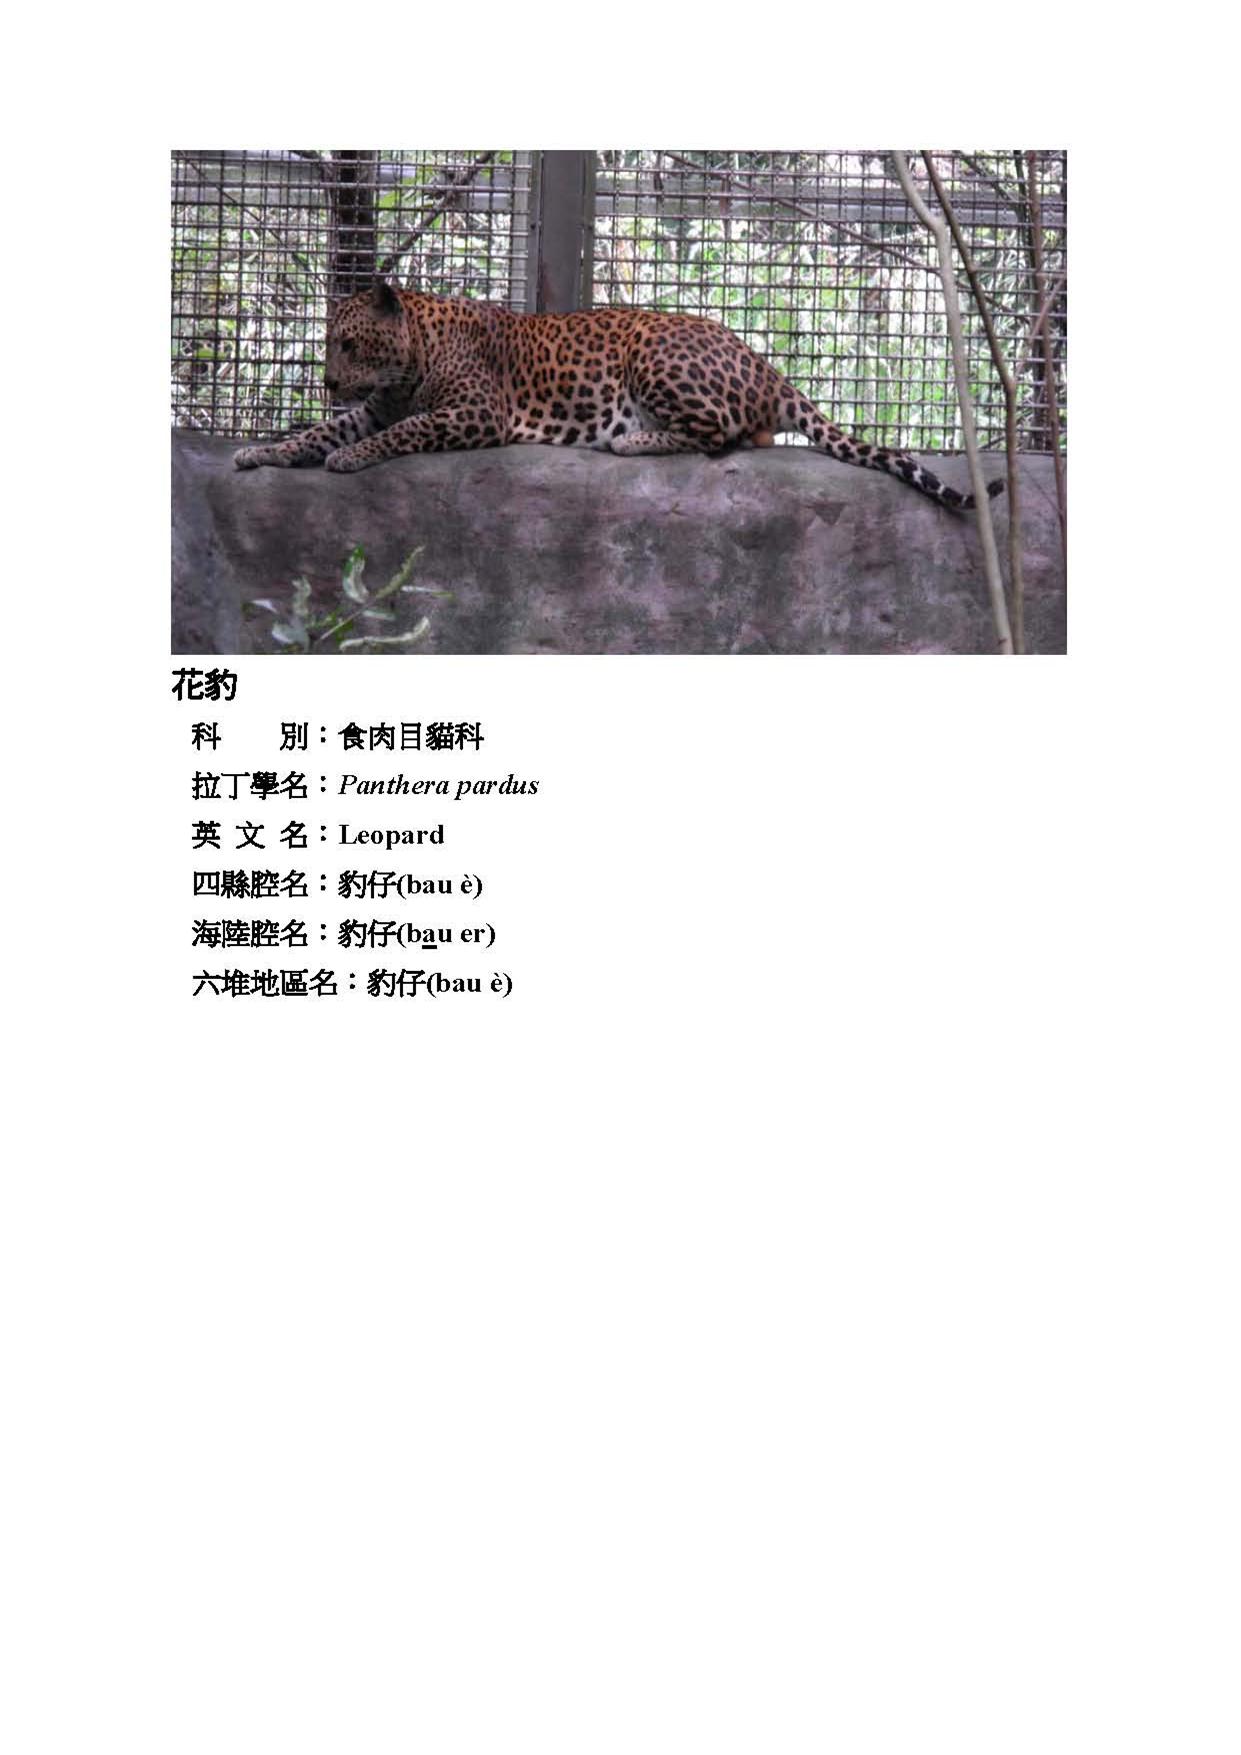 花豹
科　　別：食肉目貓科
拉丁學名：Panthera pardus
英 文 名：Leopard
四縣腔名：豹仔(bau è)
海陸腔名：豹仔(ba̲u er)
六堆地區名：豹仔(bau è)